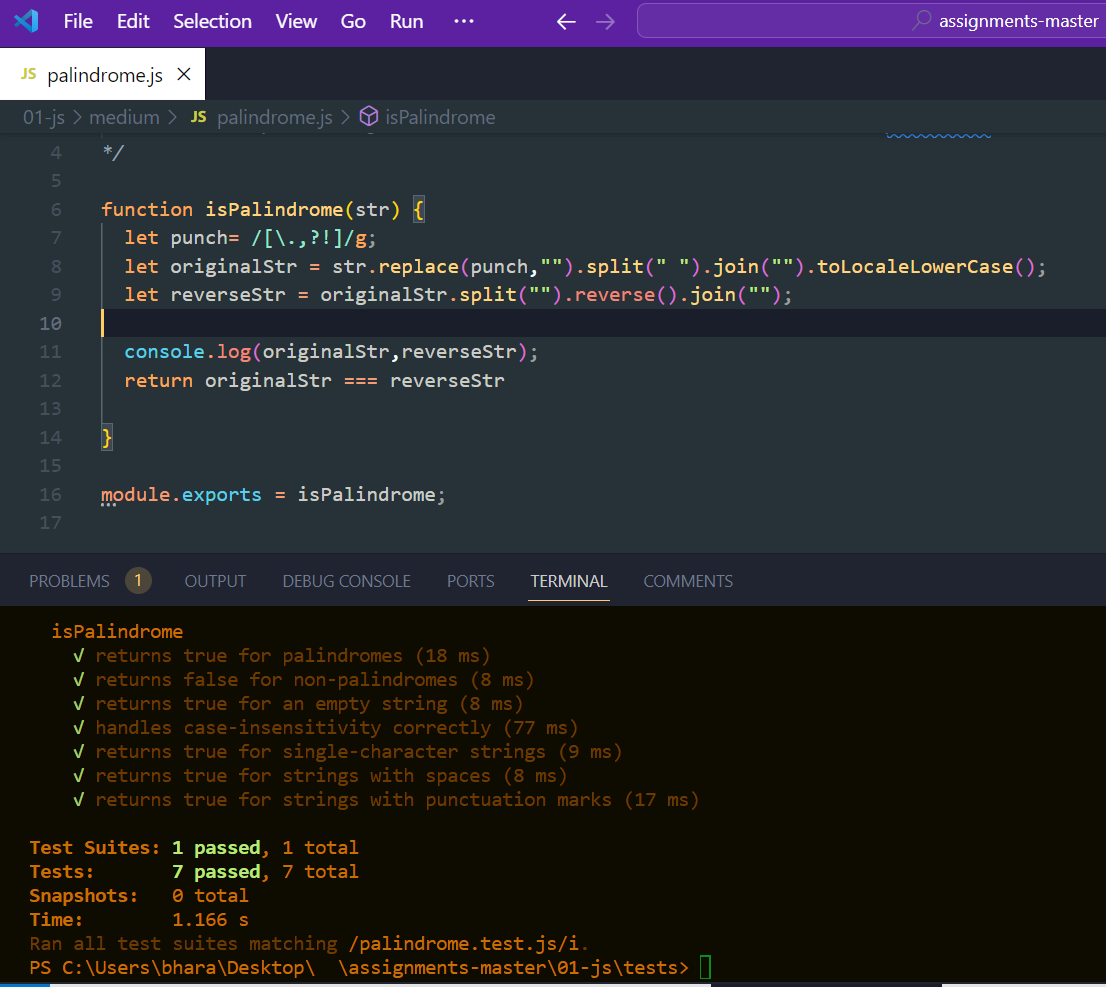 File Edit Selection View Go Run ··· ← → assignments-master
JS palindrome.js ×
01-js > medium > JS palindrome.js > isPalindrome
4 */
5
6 function isPalindrome(str) {
7 let punch= /[\.,?!]/g;
8 let originalStr = str.replace(punch,"").split(" ").join("").toLocaleLowerCase();
9 let reverseStr = originalStr.split("").reverse().join("");
10
11 console.log(originalStr,reverseStr);
12 return originalStr === reverseStr
13
14 }
15
16 module.exports = isPalindrome;
17
PROBLEMS 1 OUTPUT DEBUG CONSOLE PORTS TERMINAL COMMENTS
isPalindrome
√ returns true for palindromes (18 ms)
√ returns false for non-palindromes (8 ms)
√ returns true for an empty string (8 ms)
√ handles case-insensitivity correctly (77 ms)
√ returns true for single-character strings (9 ms)
√ returns true for strings with spaces (8 ms)
√ returns true for strings with punctuation marks (17 ms)
Test Suites: 1 passed, 1 total
Tests: 7 passed, 7 total
Snapshots: 0 total
Time: 1.166 s
Ran all test suites matching /palindrome.test.js/i.
PS C:\Users\bhara\Desktop\  \assignments-master\01-js\tests>